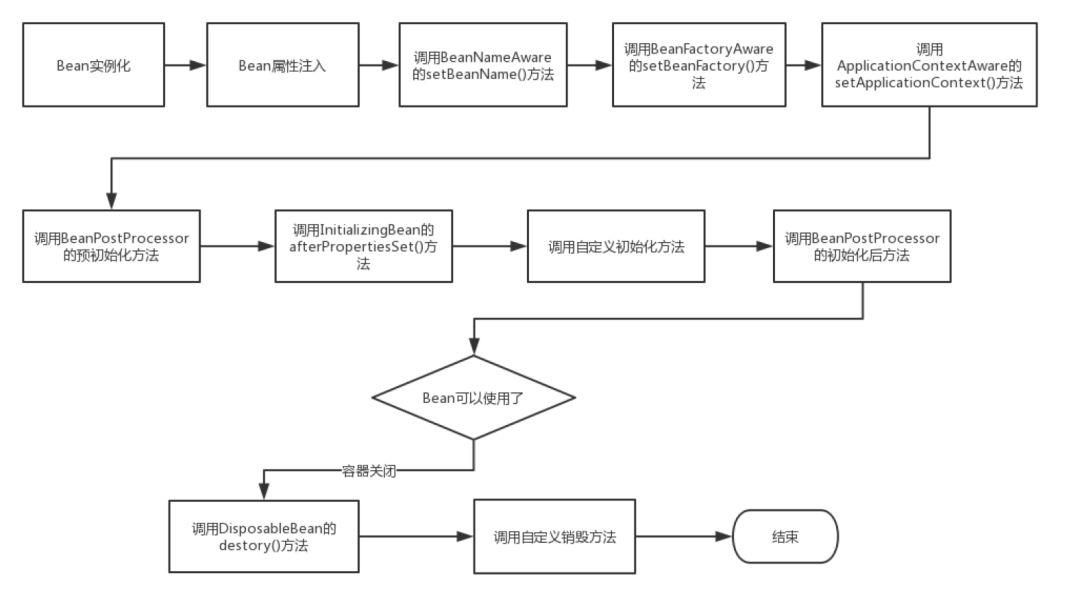 Bean实例化
Bean属性注入
调用BeanNameAware
的setBeanName()方法
调用BeanFactoryAware
的setBeanFactory()方
法
调用
ApplicationContextAware的
setApplicationContext()方法
调用BeanPostProcessor
的预初始化方法
调用InitializingBean的
afterPropertiesSet()方
法
调用自定义初始化方法
调用BeanPostProcessor
的初始化后方法
Bean可以使用了
容器关闭
调用DisposableBean的
destory()方法
调用自定义销毁方法
结束